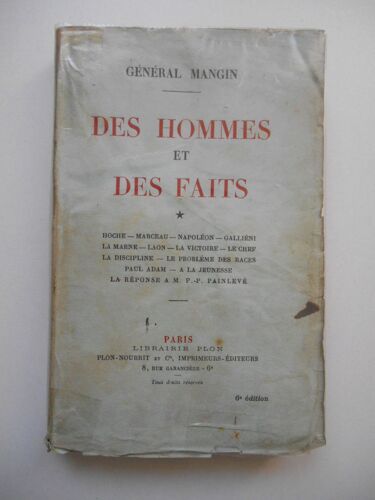 GÉNÉRAL MANGIN
DES HOMMES
ET
DES FAITS
*
HOCHE — MARCEAU — NAPOLÉON — GALLIÉNI
LA MARNE — LAON — LA VICTOIRE — LE CHEF
LA DISCIPLINE — LE PROBLÈME DES RACES
PAUL ADAM — A LA JEUNESSE
LA RÉPONSE A M. P.-P. PAINLEVÉ
PARIS
LIBRAIRIE PLON
PLON-NOURRIT ET Cie, IMPRIMEURS-ÉDITEURS
8, RUE GARANCIÈRE - 6e
Tous droits réservés
6e édition